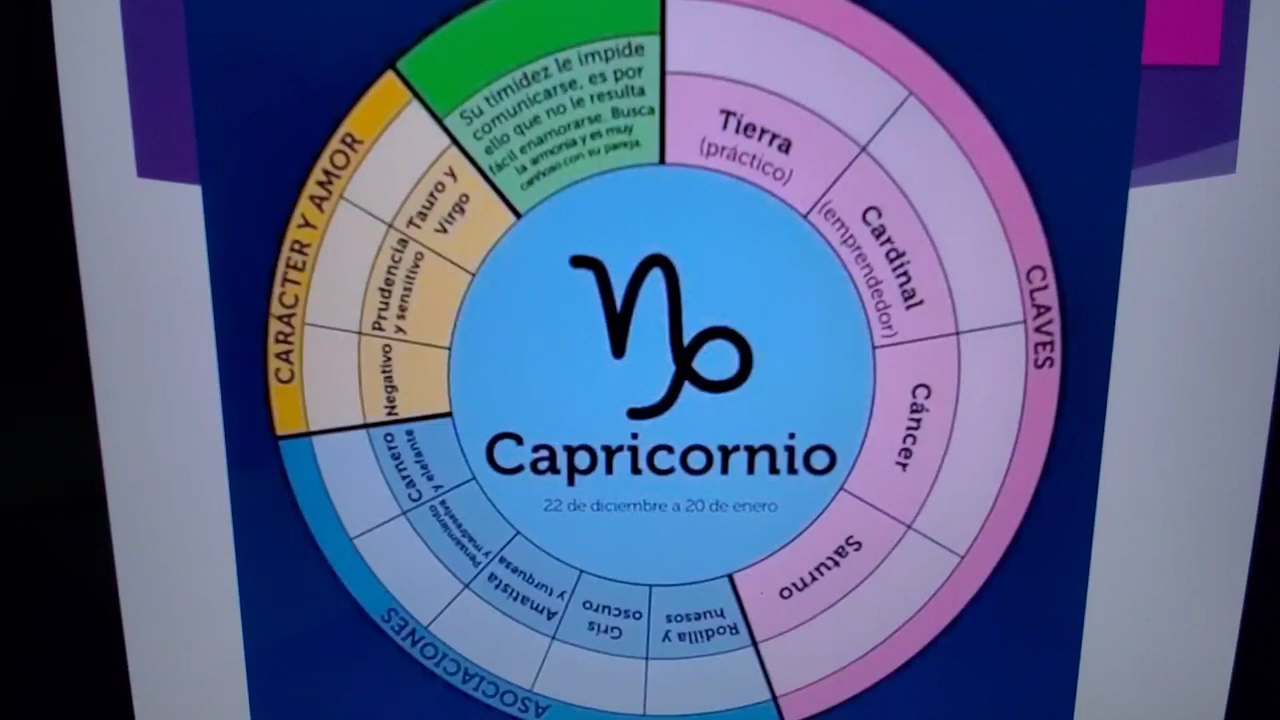 Capricornio
22 de diciembre a 20 de enero
Su timidez le impide
comunicarse, es por
ello que no le resulta
fácil enamorarse. Busca
la armonía y es muy
cariñoso con su pareja.
CLAVES
Tierra
(práctico)
Cardinal
(emprendedor)
Cáncer
Saturno
ASOCIACIONES
Rodilla y
huesos
Gris
oscuro
Amatista
y turquesa
Pensamiento
y madreselva
Carnero
y elefante
CARÁCTER Y AMOR
Negativo
Prudencia
y sensitivo
Tauro y
Virgo